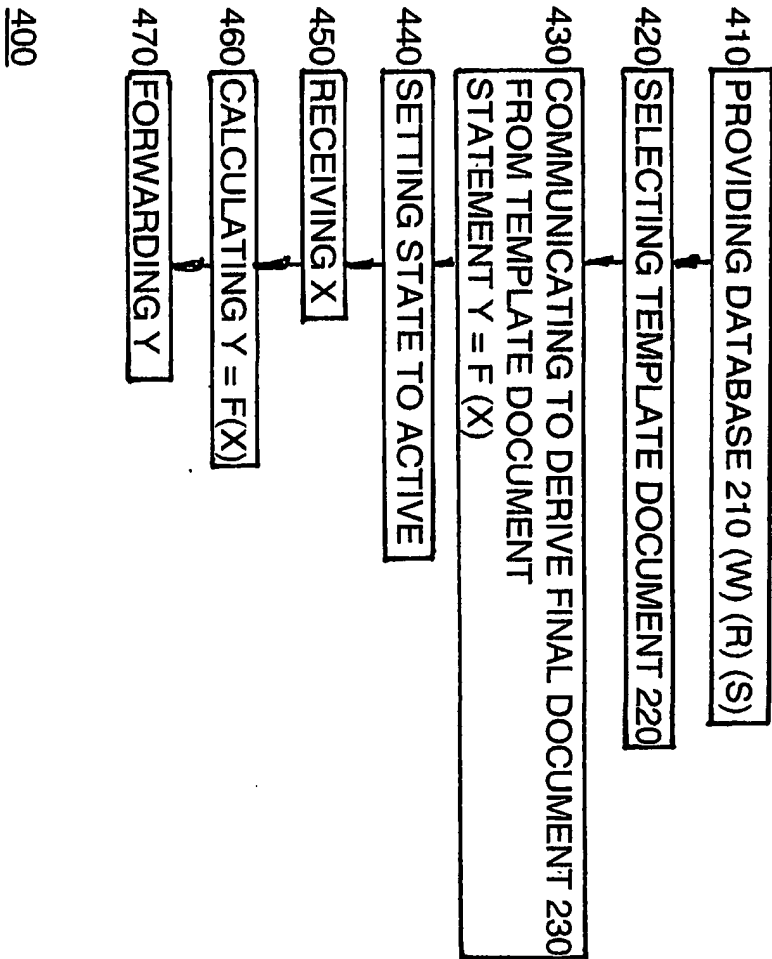 410 PROVIDING DATABASE 210 (W) (R) (S)
420 SELECTING TEMPLATE DOCUMENT 220
430 COMMUNICATING TO DERIVE FINAL DOCUMENT 230
FROM TEMPLATE DOCUMENT
STATEMENT Y = F (X)
440 SETTING STATE TO ACTIVE
450 RECEIVING X
460 CALCULATING Y = F(X)
470 FORWARDING Y
400